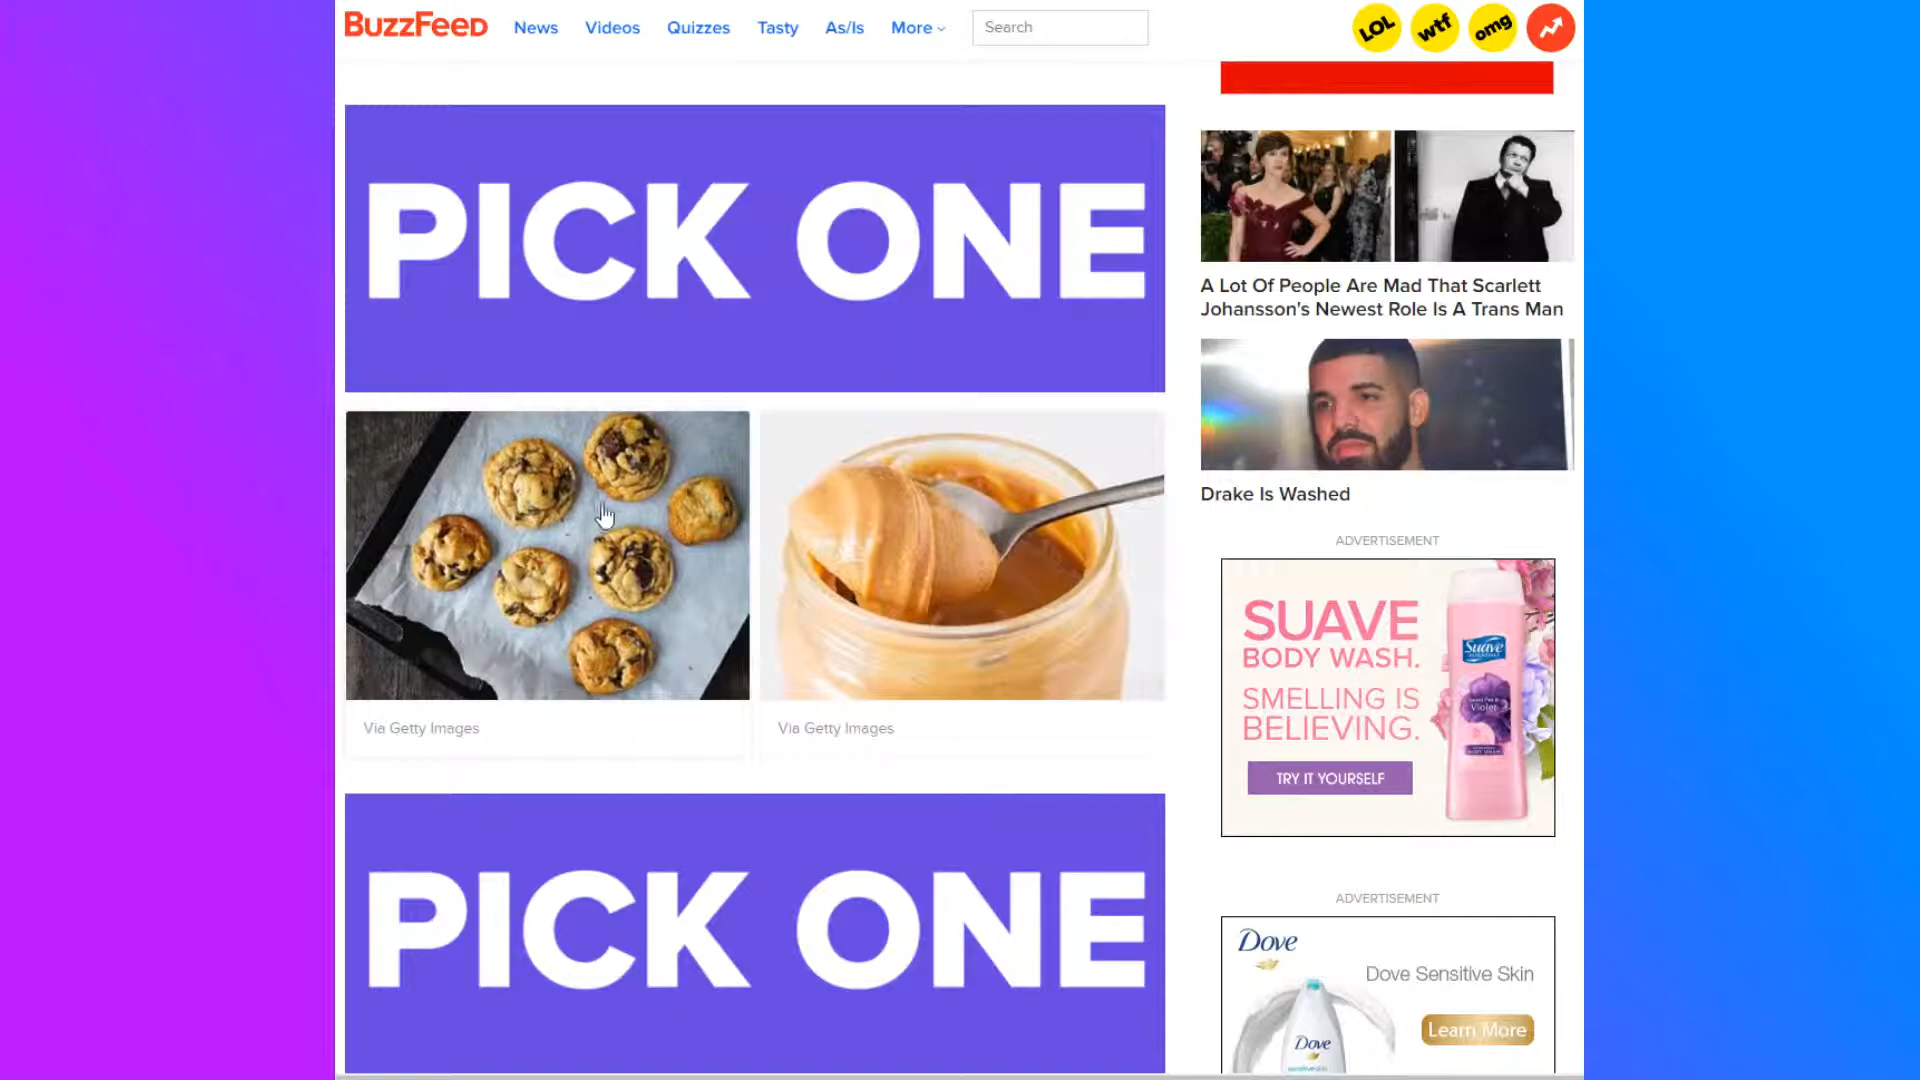 BuzzFeed News Videos Quizzes Tasty As/Is More Search LOL wtf omg
PICK ONE
Via Getty Images
Via Getty Images
PICK ONE
A Lot Of People Are Mad That Scarlett
Johansson's Newest Role Is A Trans Man
Drake Is Washed
ADVERTISEMENT
SUAVE
BODY WASH.
SMELLING IS
BELIEVING.
TRY IT YOURSELF
Suave
Violet
ADVERTISEMENT
Dove
Dove Sensitive Skin
Learn More
Dove